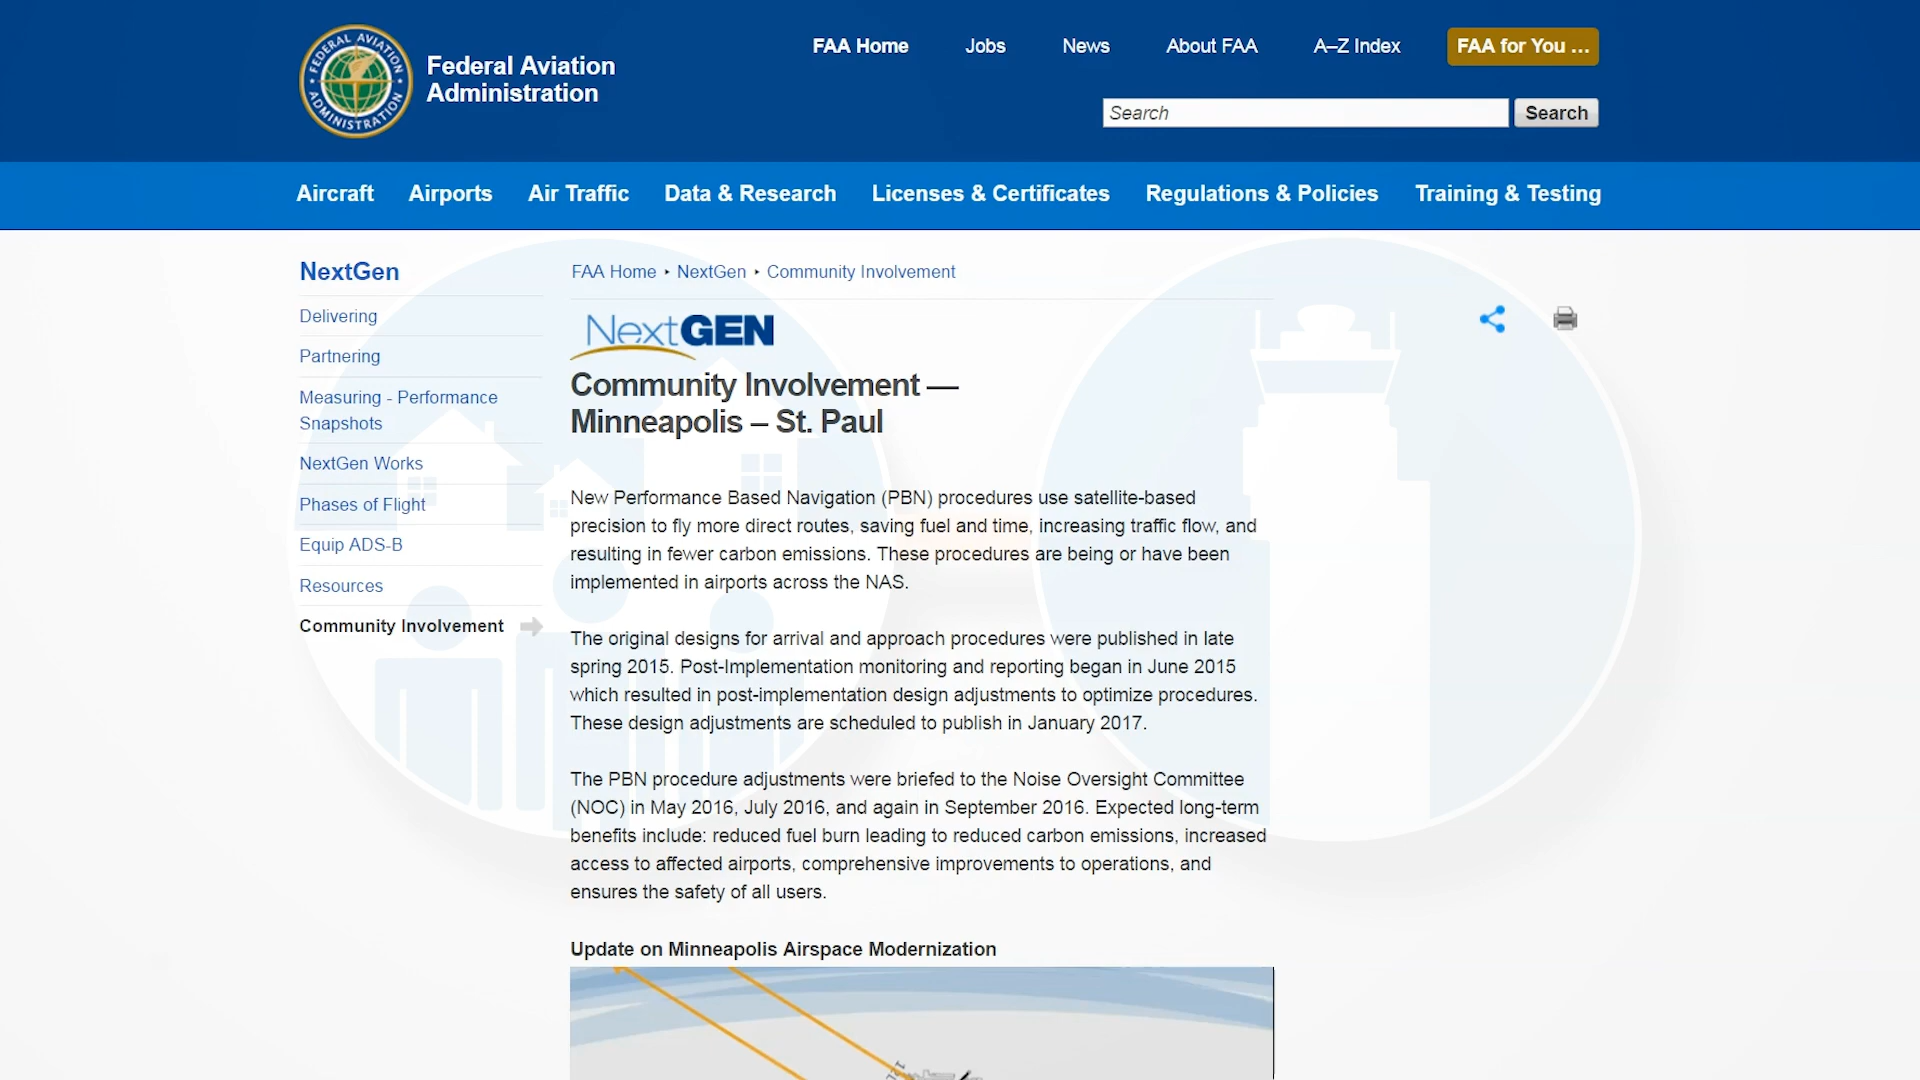 FEDERAL AVIATION
ADMINISTRATION
Federal Aviation
Administration
FAA Home
Jobs
News
About FAA
A–Z Index
FAA for You ...
Search
Search
Aircraft
Airports
Air Traffic
Data & Research
Licenses & Certificates
Regulations & Policies
Training & Testing
NextGen
Delivering
Partnering
Measuring - Performance
Snapshots
NextGen Works
Phases of Flight
Equip ADS-B
Resources
Community Involvement
FAA Home ‣ NextGen ‣ Community Involvement
NextGEN
Community Involvement —
Minneapolis – St. Paul
New Performance Based Navigation (PBN) procedures use satellite-based
precision to fly more direct routes, saving fuel and time, increasing traffic flow, and
resulting in fewer carbon emissions. These procedures are being or have been
implemented in airports across the NAS.
The original designs for arrival and approach procedures were published in late
spring 2015. Post-Implementation monitoring and reporting began in June 2015
which resulted in post-implementation design adjustments to optimize procedures.
These design adjustments are scheduled to publish in January 2017.
The PBN procedure adjustments were briefed to the Noise Oversight Committee
(NOC) in May 2016, July 2016, and again in September 2016. Expected long-term
benefits include: reduced fuel burn leading to reduced carbon emissions, increased
access to affected airports, comprehensive improvements to operations, and
ensures the safety of all users.
Update on Minneapolis Airspace Modernization